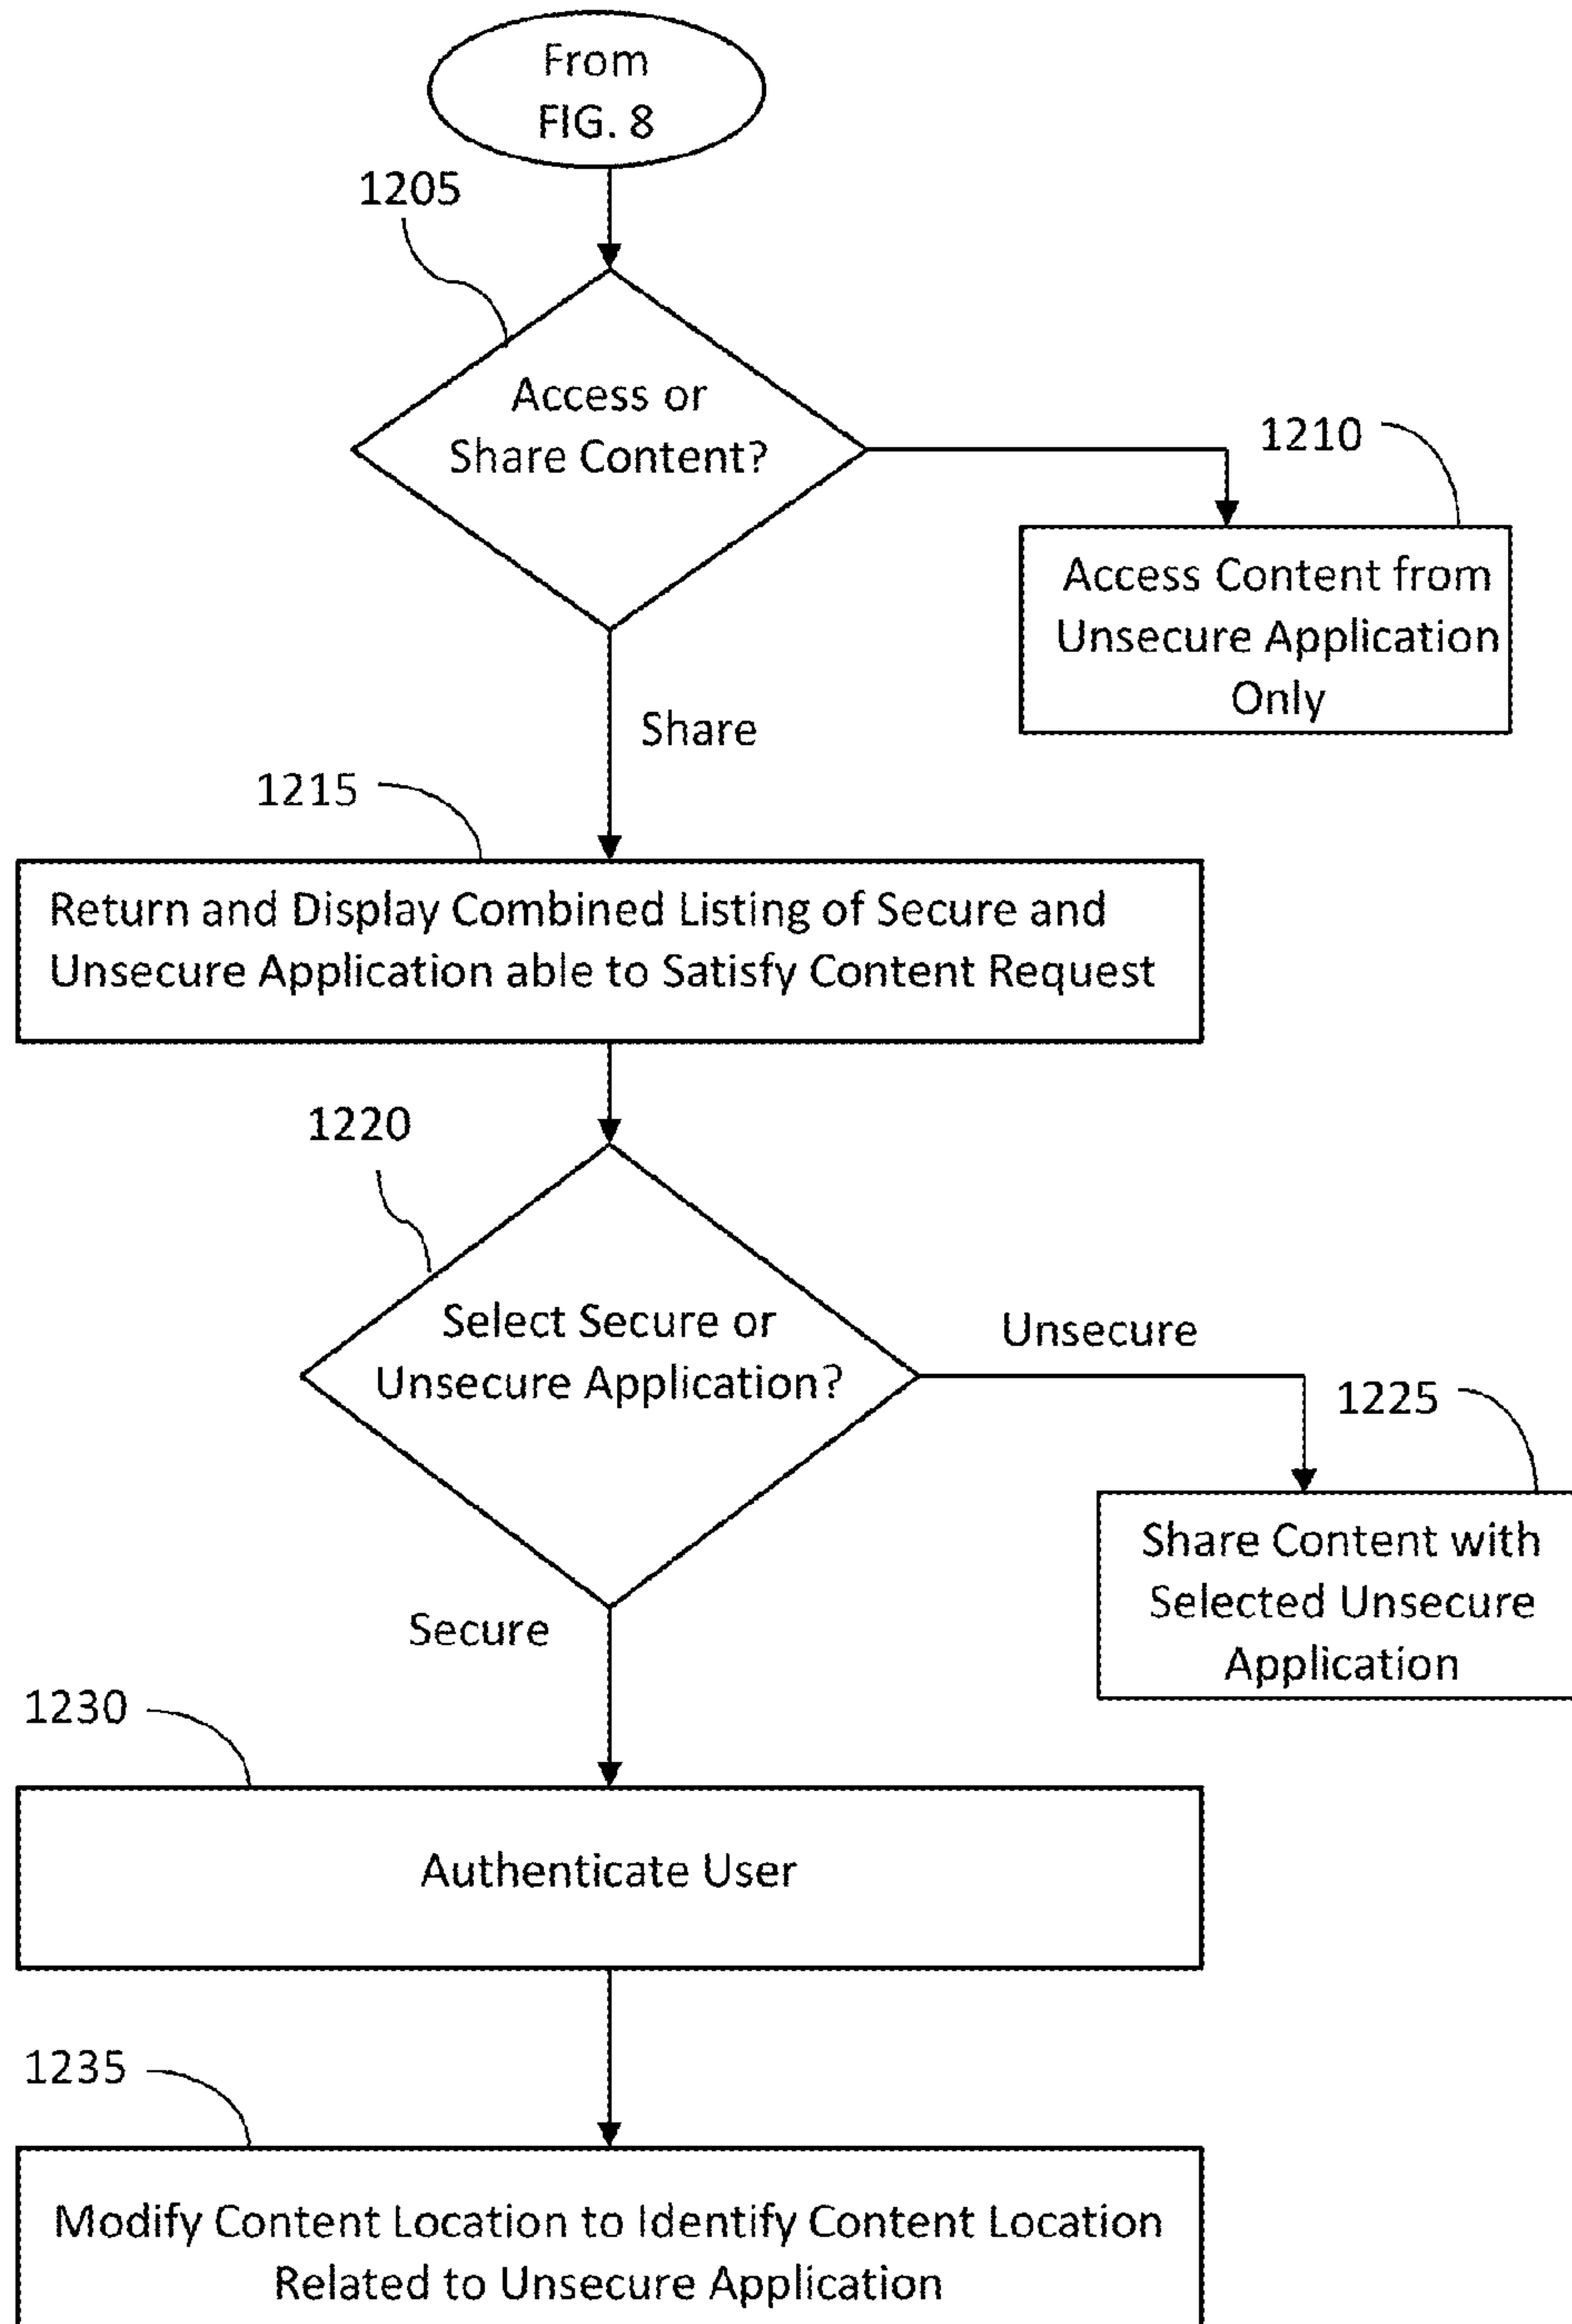 From
FIG. 8
1205
Access or
Share Content?
1210
Access Content from
Unsecure Application
Only
Share
1215
Return and Display Combined Listing of Secure and
Unsecure Application able to Satisfy Content Request
1220
Select Secure or
Unsecure Application?
Unsecure
1225
Share Content with
Selected Unsecure
Application
Secure
1230
Authenticate User
1235
Modify Content Location to Identify Content Location
Related to Unsecure Application